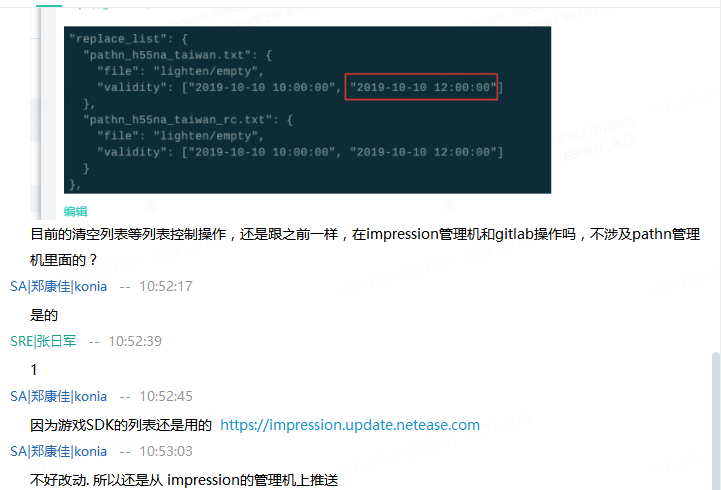 "replace_list": {
"pathn_h55na_taiwan.txt": {
"file": "lighten/empty",
"validity": ["2019-10-10 10:00:00", "2019-10-10 12:00:00"]
},
"pathn_h55na_taiwan_rc.txt": {
"file": "lighten/empty",
"validity": ["2019-10-10 10:00:00", "2019-10-10 12:00:00"]
}
},
编辑
目前的清空列表等列表控制操作，还是跟之前一样，在impression管理机和gitlab操作吗，不涉及pathn管理
机里面的？
SA|郑康佳|konia -- 10:52:17
是的
SRE|张日军 -- 10:52:39
1
SA|郑康佳|konia -- 10:52:45
因为游戏SDK的列表还是用的 https://impression.update.netease.com
SA|郑康佳|konia -- 10:53:03
不好改动. 所以还是从 impression的管理机上推送